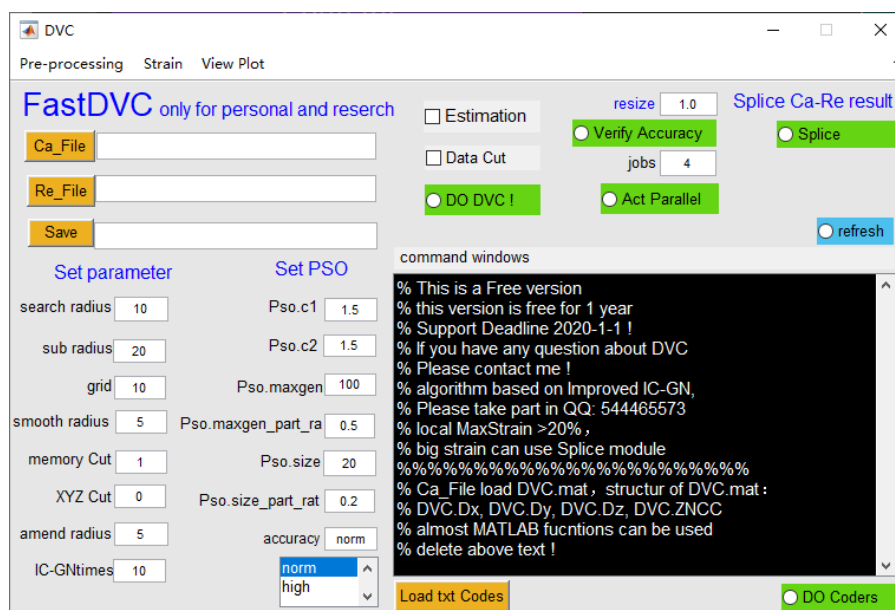 DVC
Pre-processing Strain View Plot
FastDVC only for personal and reserch
Ca_File
Re_File
Save
Estimation
Data Cut
DO DVC !
resize 1.0
Verify Accuracy
jobs 4
Act Parallel
Splice Ca-Re result
Splice
refresh
Set parameter
search radius 10
sub radius 20
grid 10
smooth radius 5
memory Cut 1
XYZ Cut 0
amend radius 5
IC-GNtimes 10
Set PSO
Pso.c1 1.5
Pso.c2 1.5
Pso.maxgen 100
Pso.maxgen_part_ra 0.5
Pso.size 20
Pso.size_part_rat 0.2
accuracy norm
norm
high
command windows
% This is a Free version
% this version is free for 1 year
% Support Deadline 2020-1-1 !
% If you have any question about DVC
% Please contact me !
% algorithm based on Improved IC-GN,
% Please take part in QQ: 544465573
% local MaxStrain >20%，
% big strain can use Splice module
%%%%%%%%%%%%%%%%%%%%%%%
% Ca_File load DVC.mat，structur of DVC.mat：
% DVC.Dx, DVC.Dy, DVC.Dz, DVC.ZNCC
% almost MATLAB fucntions can be used
% delete above text !
Load txt Codes
DO Coders